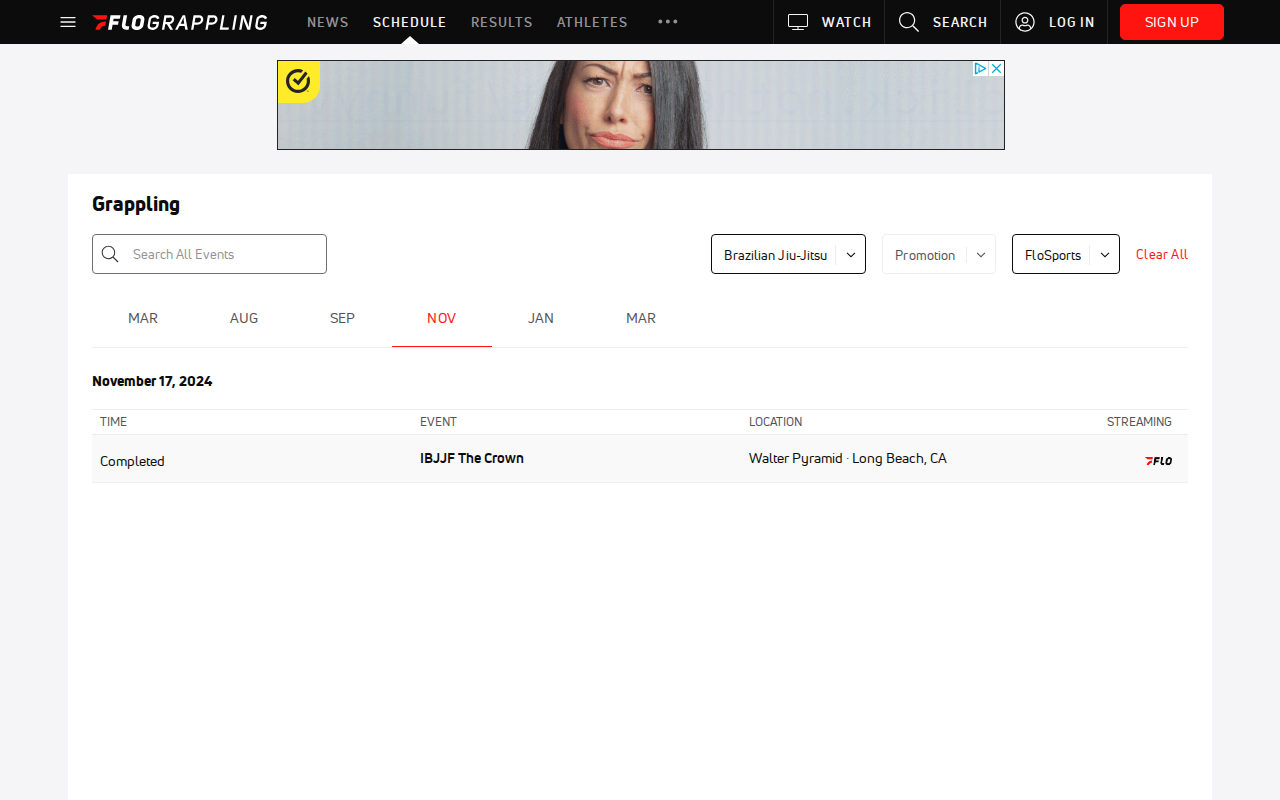 FLOGRAPPLING NEWS SCHEDULE RESULTS ATHLETES WATCH SEARCH LOG IN SIGN UP
Grappling
Search All Events Brazilian Jiu-Jitsu Promotion FloSports Clear All
MAR AUG SEP NOV JAN MAR
November 17, 2024
TIME EVENT LOCATION STREAMING
Completed IBJJF The Crown Walter Pyramid · Long Beach, CA FLO